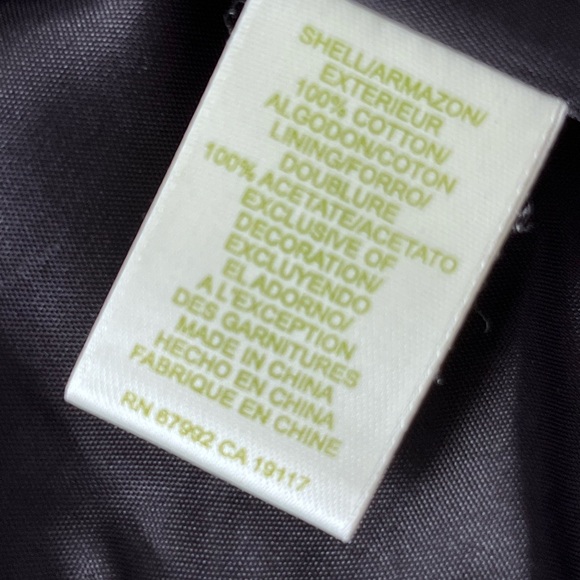 SHELL/ARMAZON/
EXTERIEUR
100% COTTON/
ALGODON/COTON
LINING/FORRO/
DOUBLURE
100% ACETATE/ACETATO
EXCLUSIVE OF
DECORATION/
EXCLUYENDO
EL ADORNO/
A L'EXCEPTION
DES GARNITURES
MADE IN CHINA
HECHO EN CHINA
FABRIQUE EN CHINE
RN 67992 CA 19117